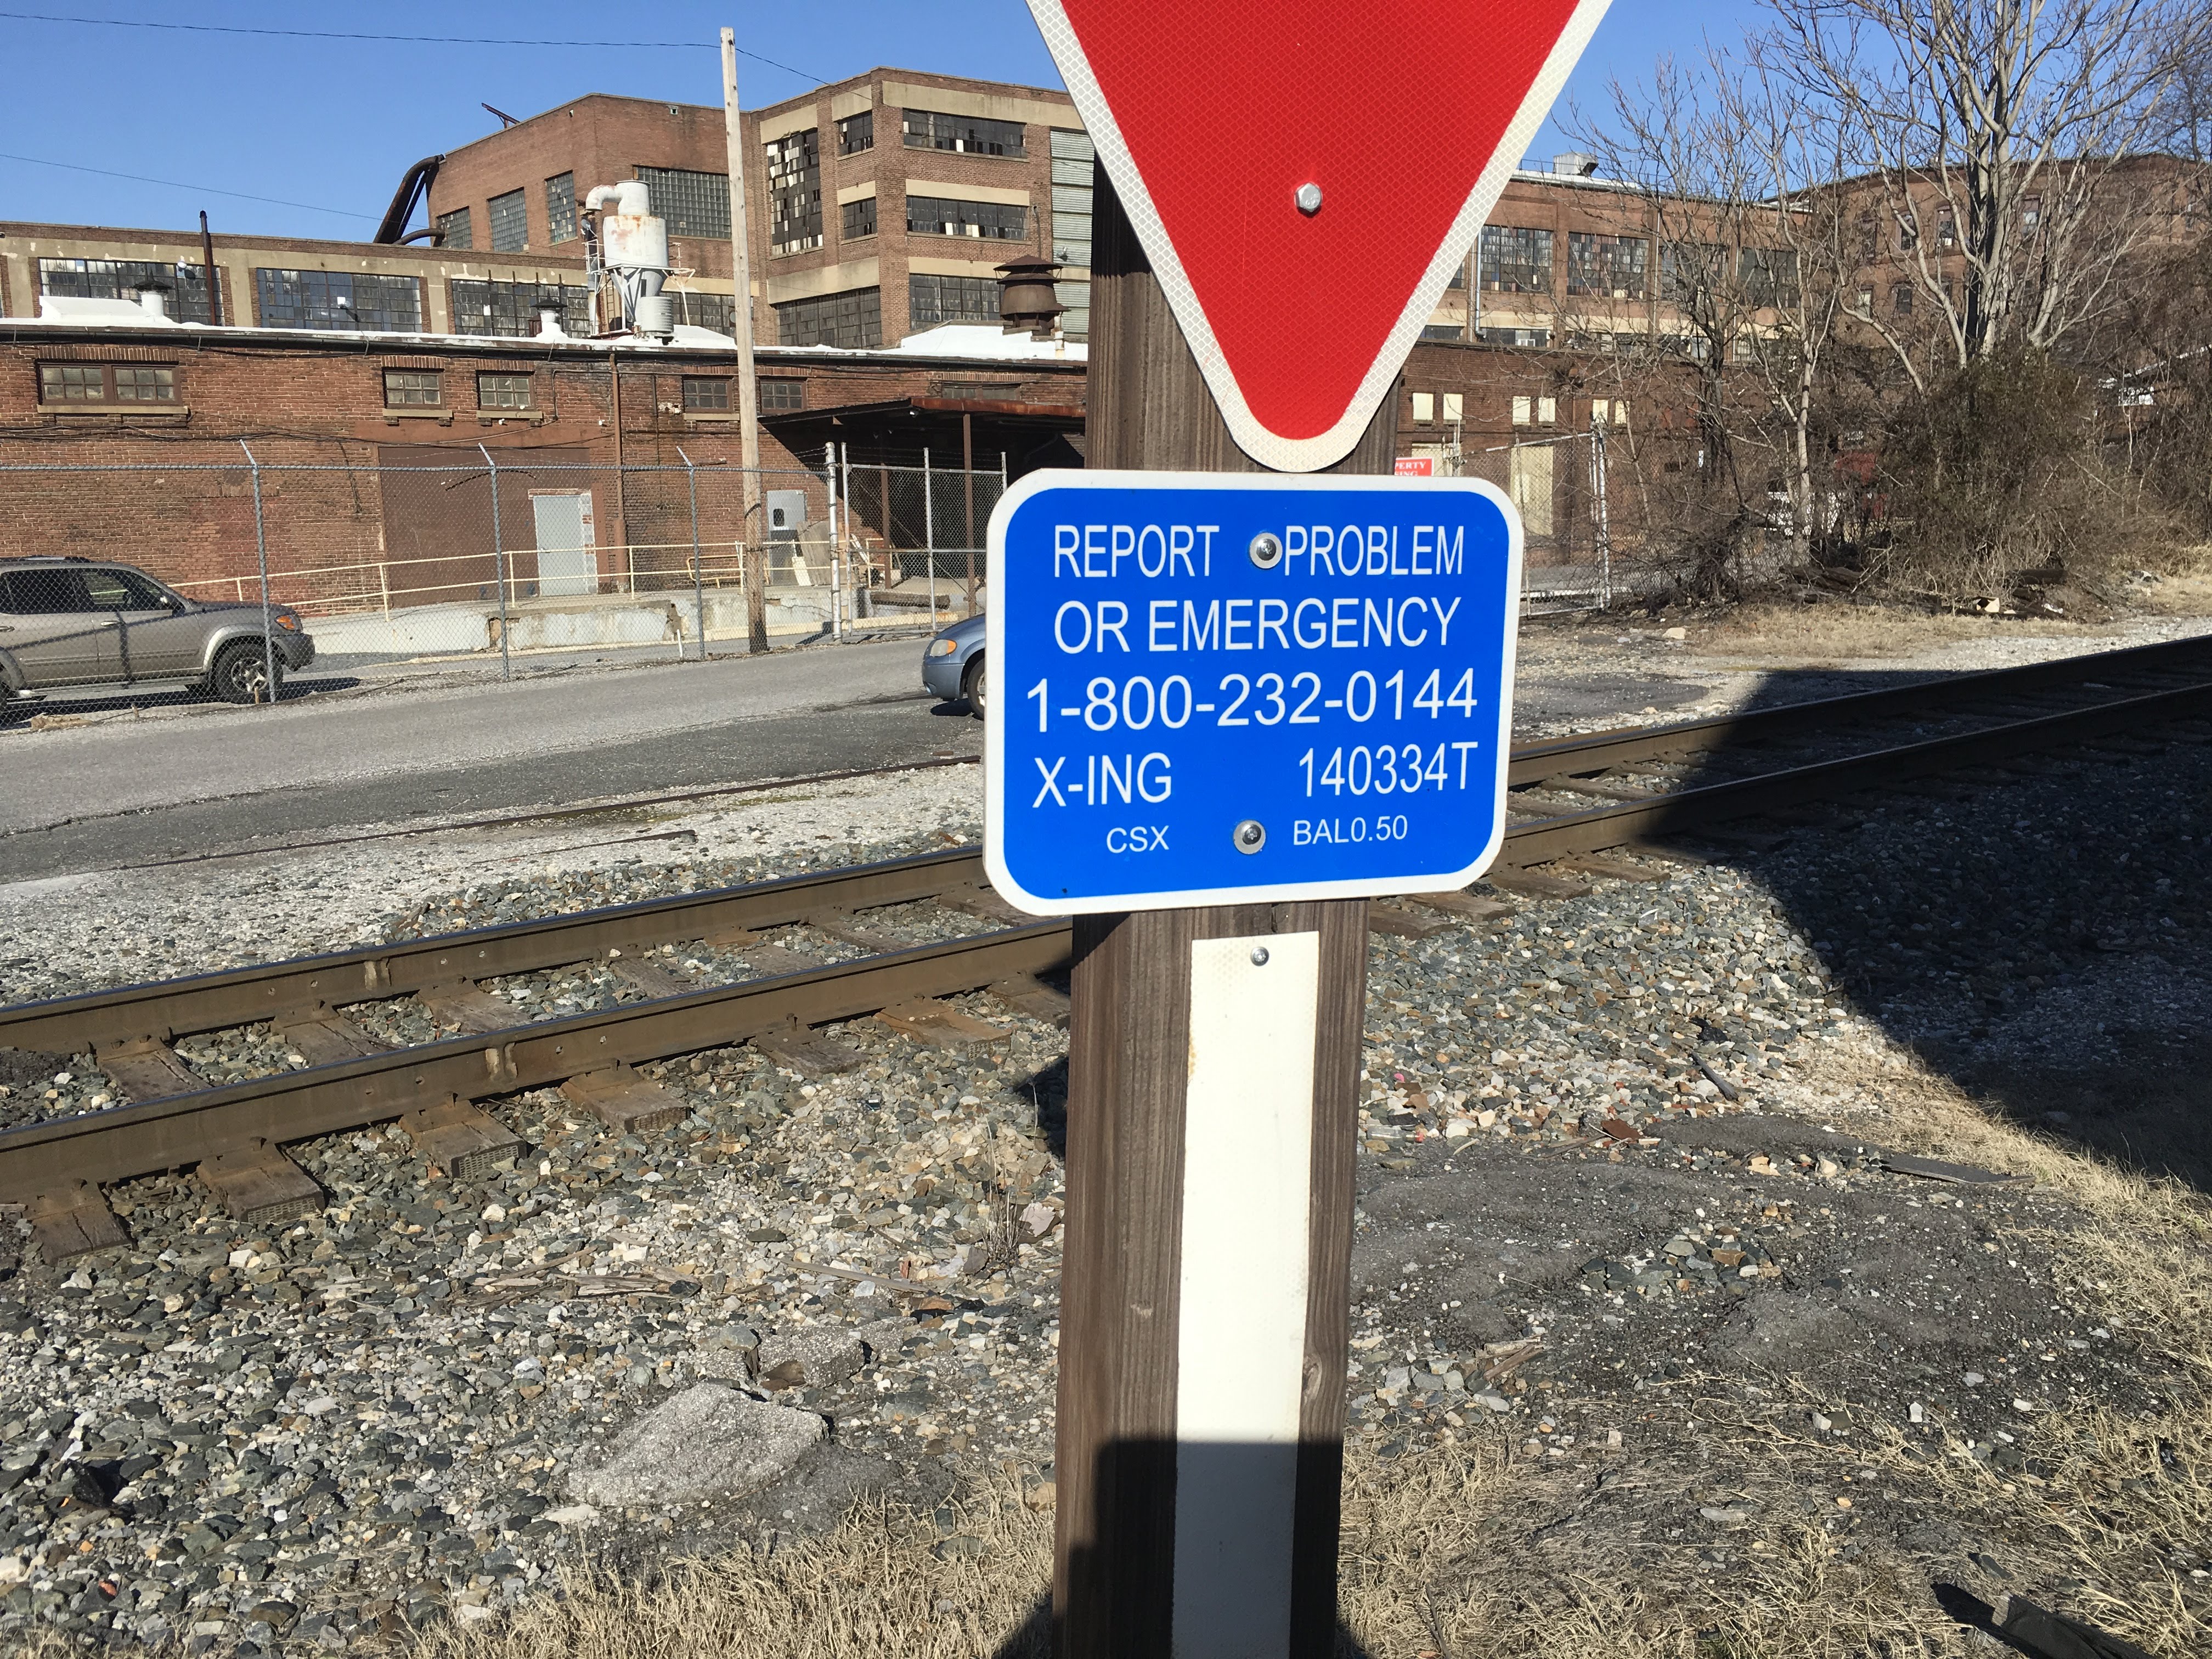 REPORT PROBLEM
OR EMERGENCY
1-800-232-0144
X-ING 140334T
CSX BAL0.50